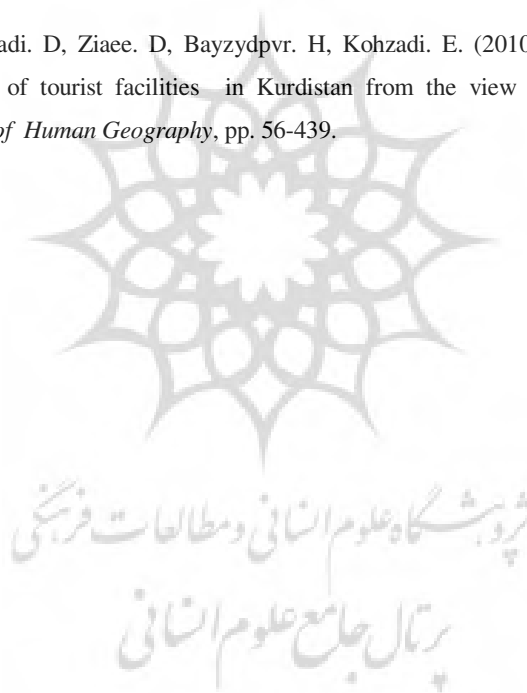 adi. D, Ziaee. D, Bayzydpvr. H, Kohzadi. E. (2010
of tourist facilities in Kurdistan from the view
of Human Geography, pp. 56-439.
پژوهشگاه علوم انسانی و مطالعات فرهنگی
پرتال جامع علوم انسانی